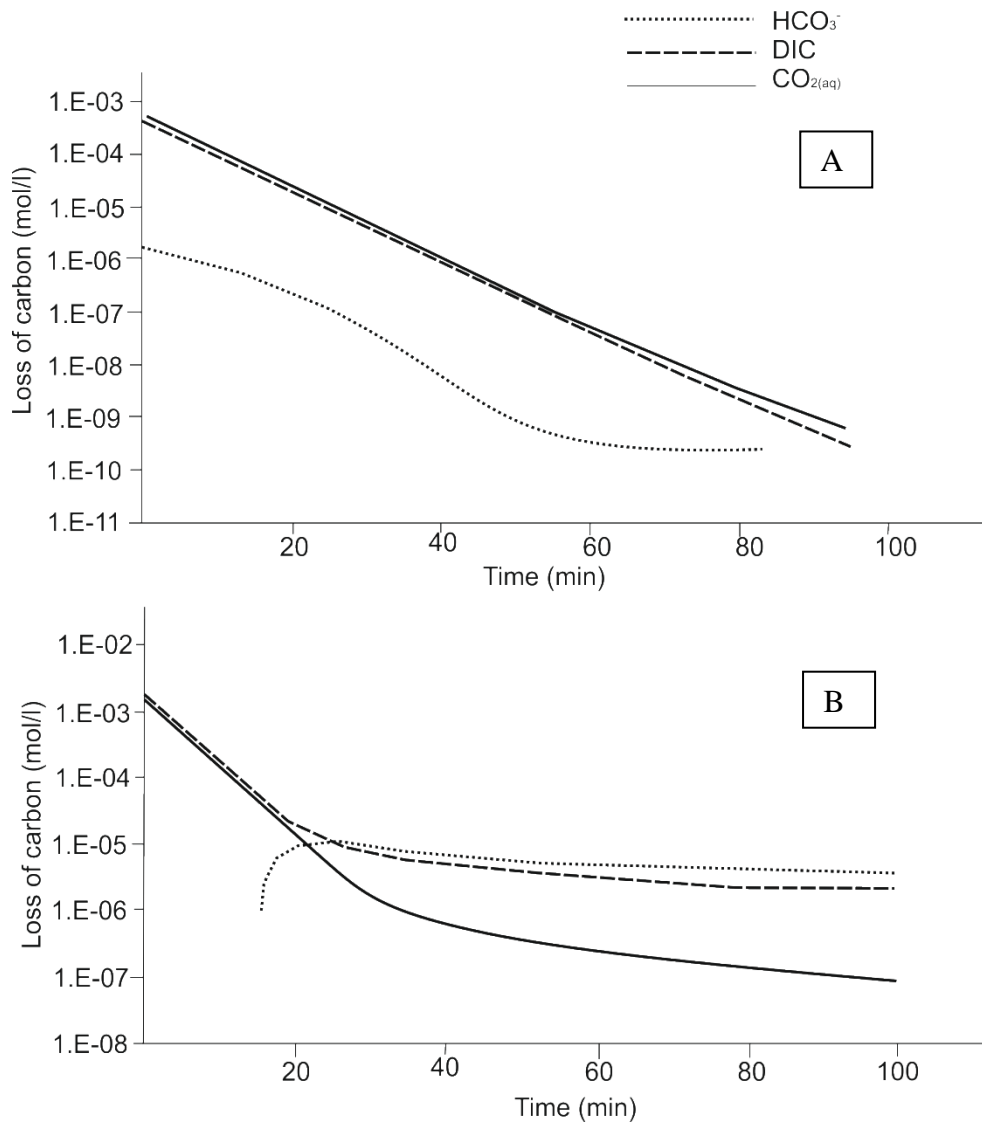 HCO₃⁻
DIC
CO₂₍aq₎
A
Loss of carbon (mol/l)
1.E-03
1.E-04
1.E-05
1.E-06
1.E-07
1.E-08
1.E-09
1.E-10
1.E-11
20 40 60 80 100
Time (min)
B
Loss of carbon (mol/l)
1.E-02
1.E-03
1.E-04
1.E-05
1.E-06
1.E-07
1.E-08
20 40 60 80 100
Time (min)